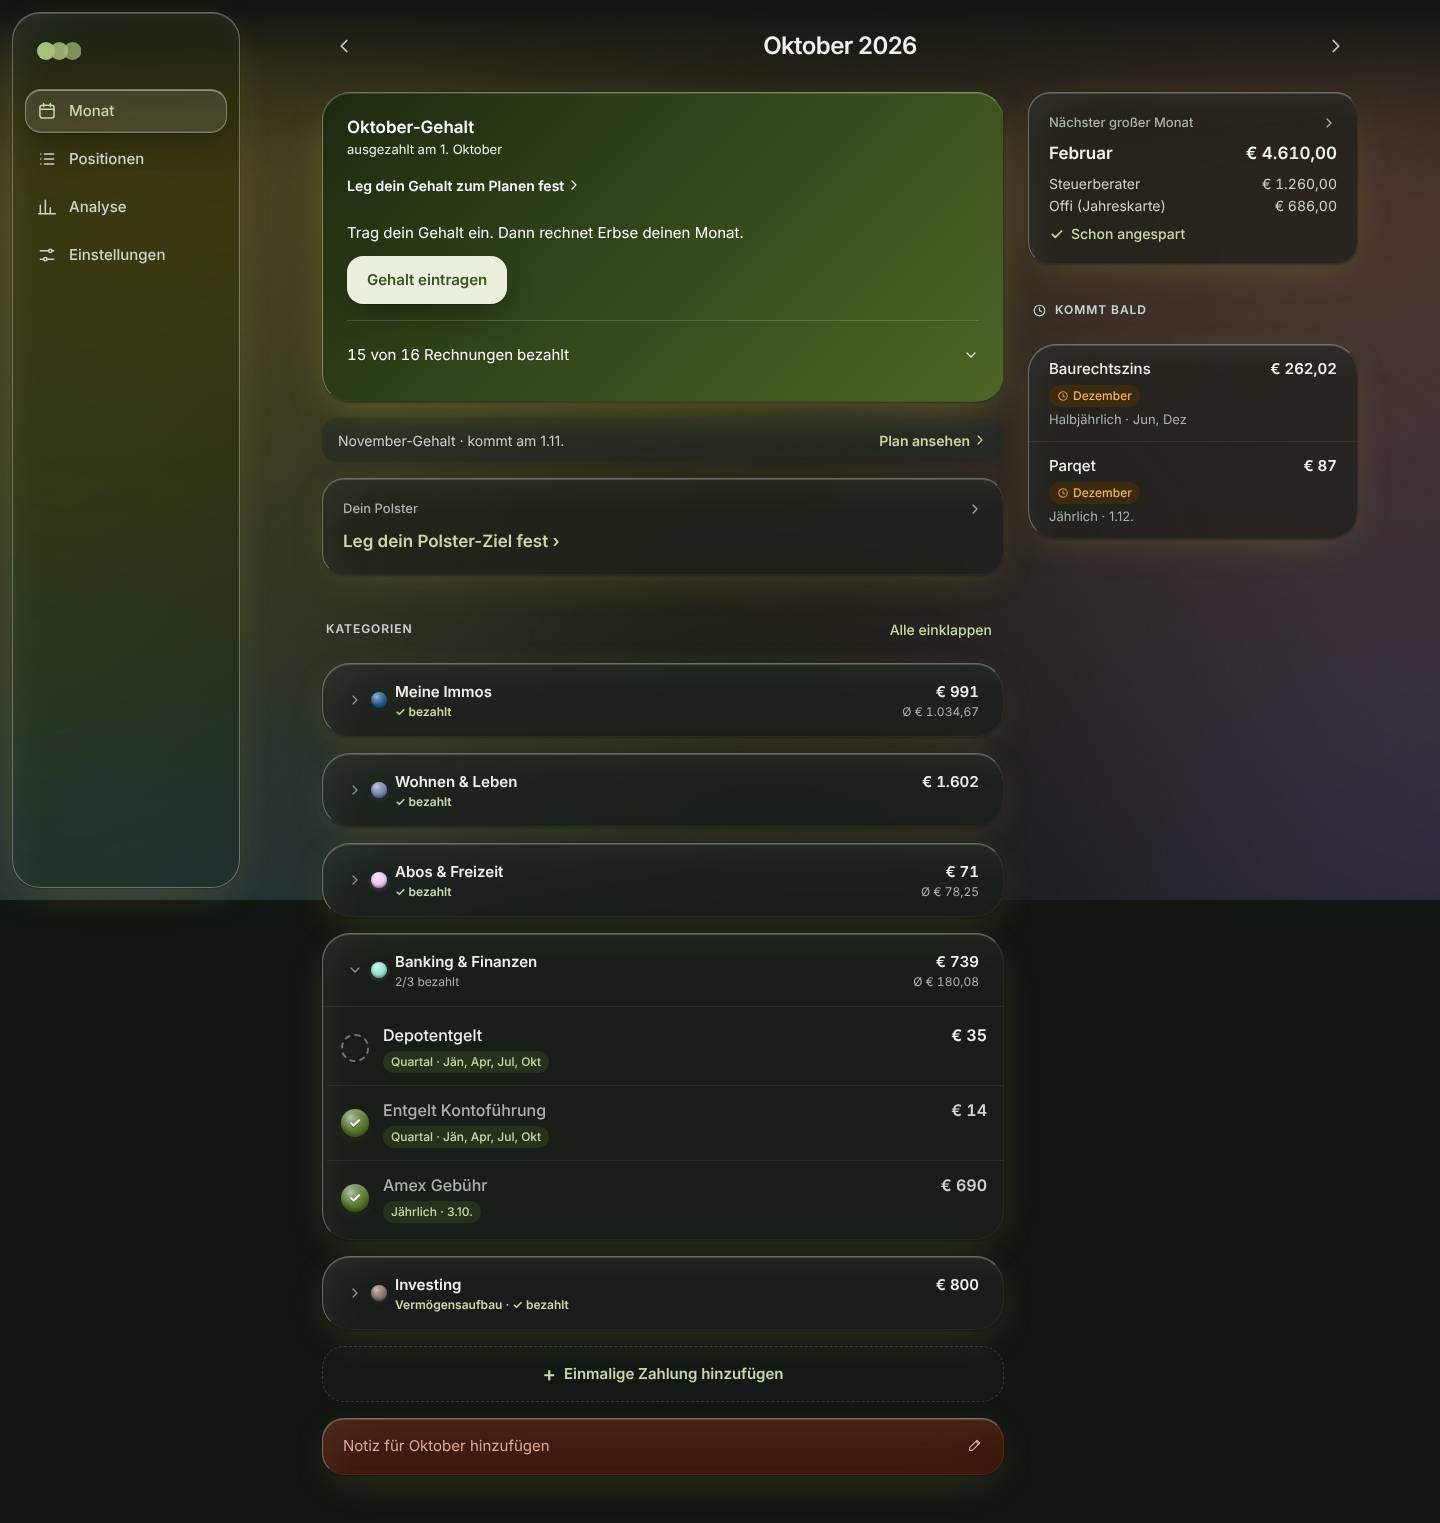 Oktober 2026
Monat
Positionen
Analyse
Einstellungen
Oktober-Gehalt
ausgezahlt am 1. Oktober
Leg dein Gehalt zum Planen fest
Trag dein Gehalt ein. Dann rechnet Erbse deinen Monat.
Gehalt eintragen
15 von 16 Rechnungen bezahlt
November-Gehalt · kommt am 1.11.
Plan ansehen
Dein Polster
Leg dein Polster-Ziel fest ›
KATEGORIEN
Alle einklappen
Meine Immos € 991
✓ bezahlt Ø € 1.034,67
Wohnen & Leben € 1.602
✓ bezahlt
Abos & Freizeit € 71
✓ bezahlt Ø € 78,25
Banking & Finanzen € 739
2/3 bezahlt Ø € 180,08
Depotentgelt € 35
Quartal · Jän, Apr, Jul, Okt
Entgelt Kontoführung € 14
Quartal · Jän, Apr, Jul, Okt
Amex Gebühr € 690
Jährlich · 3.10.
Investing € 800
Vermögensaufbau · ✓ bezahlt
+ Einmalige Zahlung hinzufügen
Notiz für Oktober hinzufügen
Nächster großer Monat
Februar € 4.610,00
Steuerberater € 1.260,00
Offi (Jahreskarte) € 686,00
✓ Schon angespart
KOMMT BALD
Baurechtszins € 262,02
Dezember
Halbjährlich · Jun, Dez
Parqet € 87
Dezember
Jährlich · 1.12.